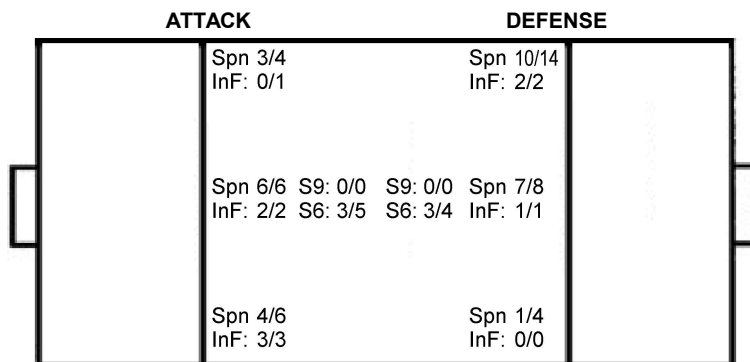 ATTACK DEFENSE
Spn 3/4 Spn 10/14
InF: 0/1 InF: 2/2
Spn 6/6 S9: 0/0 S9: 0/0 Spn 7/8
InF: 2/2 S6: 3/5 S6: 3/4 InF: 1/1
Spn 4/6 Spn 1/4
InF: 3/3 InF: 0/0